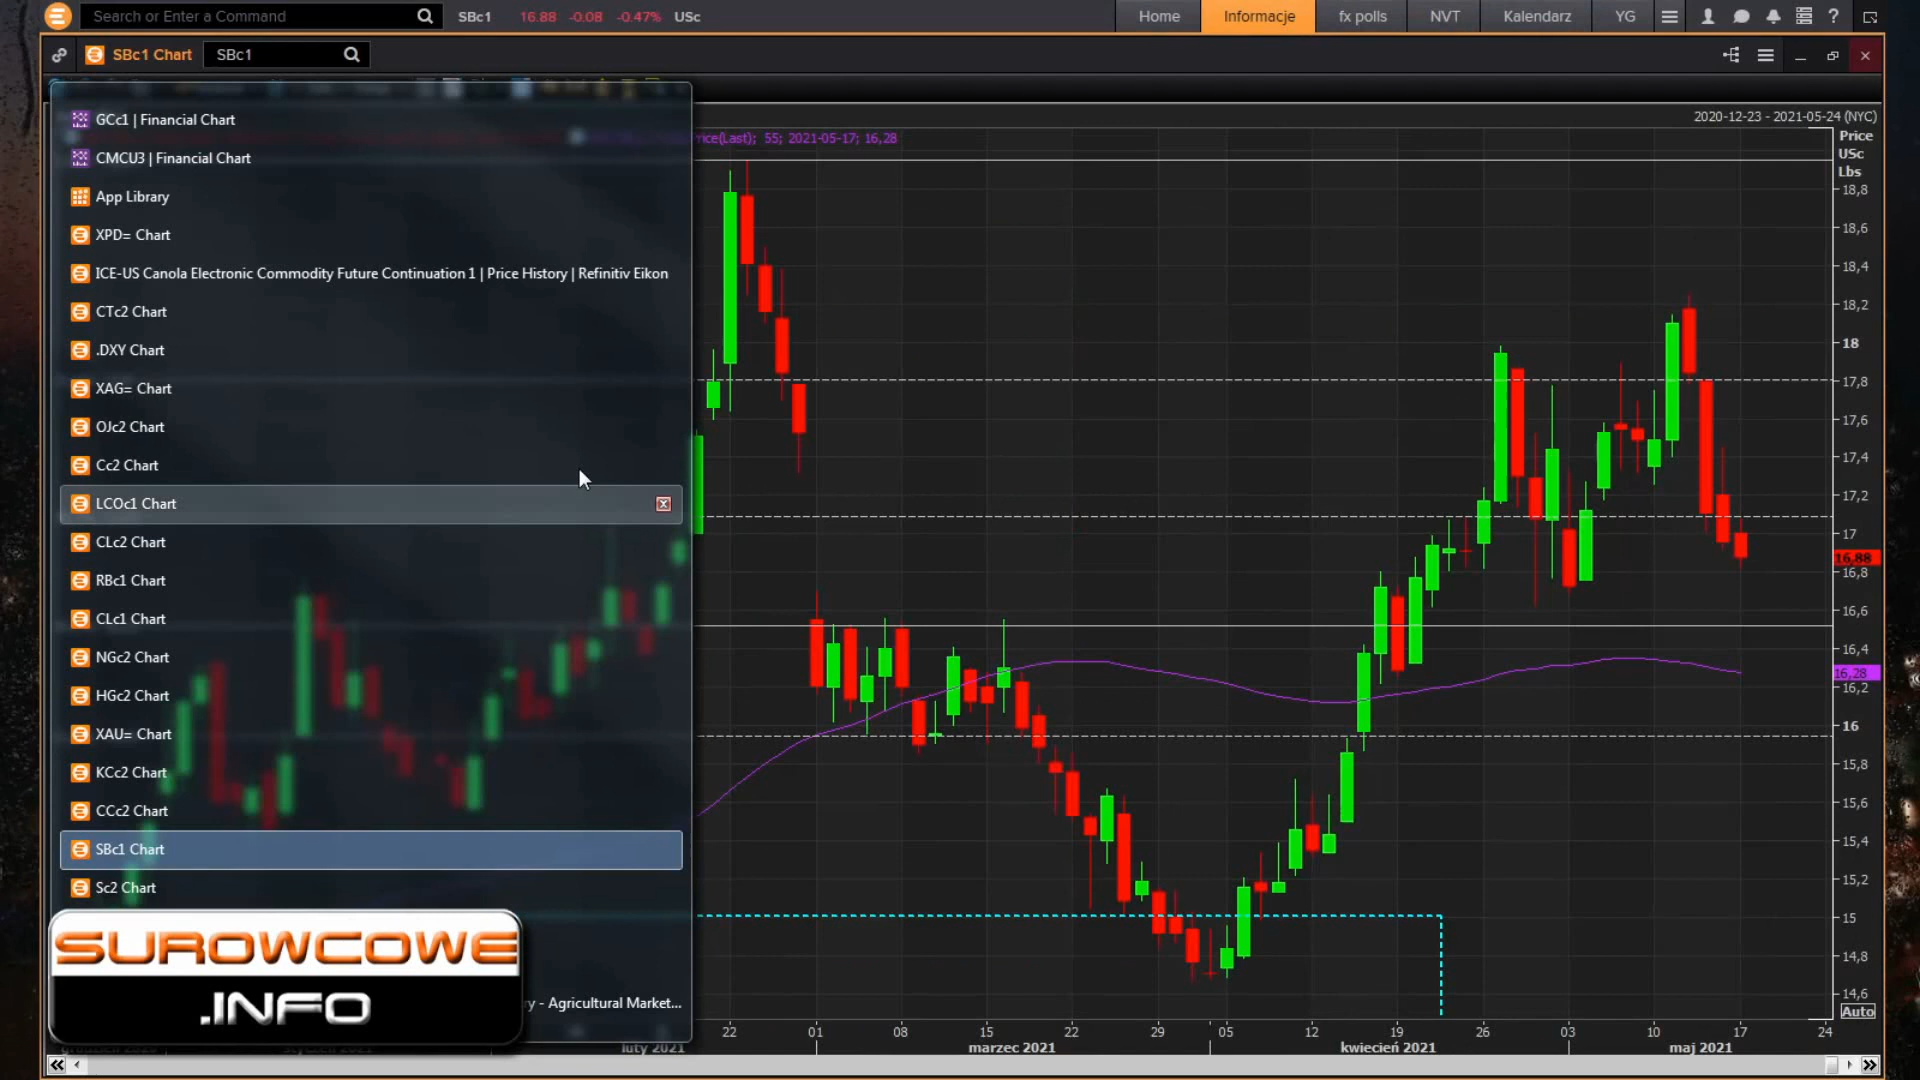 Search or Enter a Command
SBc1 16.88 -0.08 -0.47% USc
Home Informacje fx polls NVT Kalendarz YG
SBc1 Chart SBc1
2020-12-23 - 2021-05-24 (NYC)
rice(Last); 55; 2021-05-17; 16,28
Price
USc
Lbs
GCc1 | Financial Chart
CMCU3 | Financial Chart
App Library
XPD= Chart
ICE-US Canola Electronic Commodity Future Continuation 1 | Price History | Refinitiv Eikon
CTc2 Chart
.DXY Chart
XAG= Chart
OJc2 Chart
Cc2 Chart
LCOc1 Chart
CLc2 Chart
RBc1 Chart
CLc1 Chart
NGc2 Chart
HGc2 Chart
XAU= Chart
KCc2 Chart
CCc2 Chart
SBc1 Chart
Sc2 Chart
ry - Agricultural Market...
SUROWCOWE
.INFO
18,8
18,6
18,4
18,2
18
17,8
17,6
17,4
17,2
17
16,88
16,8
16,6
16,4
16,28
16,2
16
15,8
15,6
15,4
15,2
15
14,8
14,6
Auto
22 01 08 15 22 29 05 12 19 26 03 10 17 24
luty 2021 marzec 2021 kwiecień 2021 maj 2021